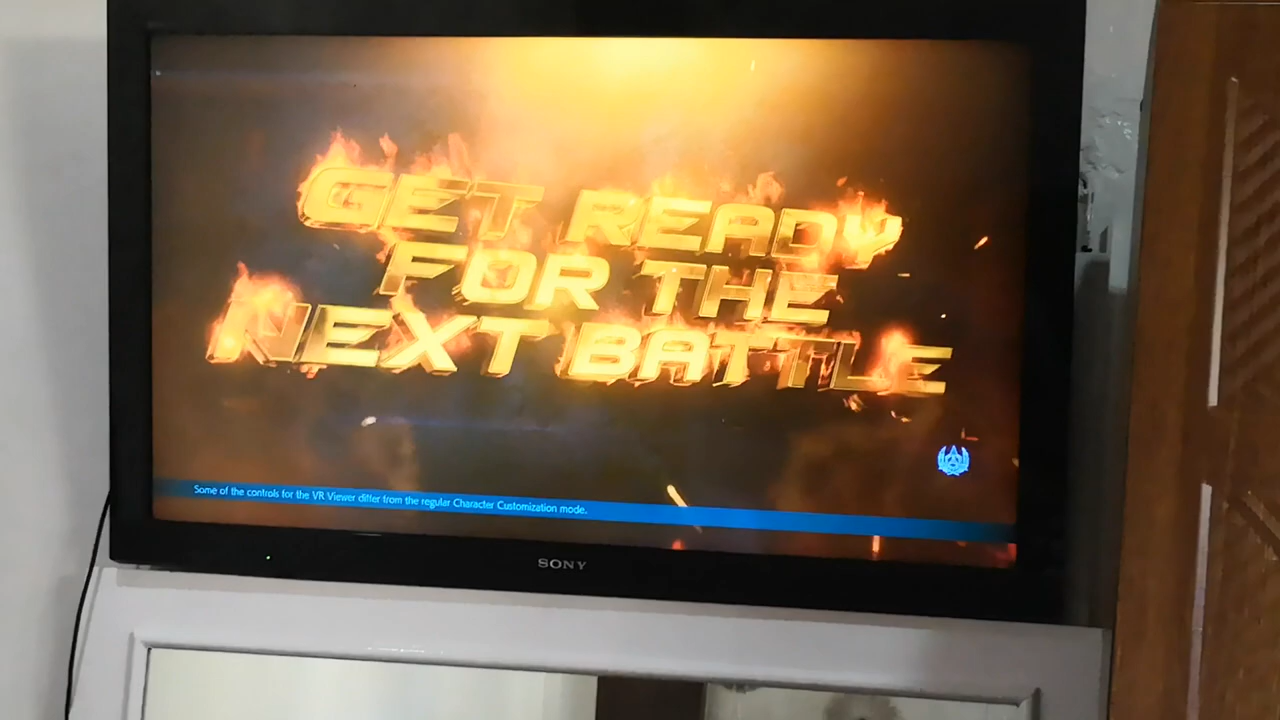 GET READY
FOR THE
NEXT BATTLE
Some of the controls for the VR Viewer differ from the regular Character Customization mode.
SONY